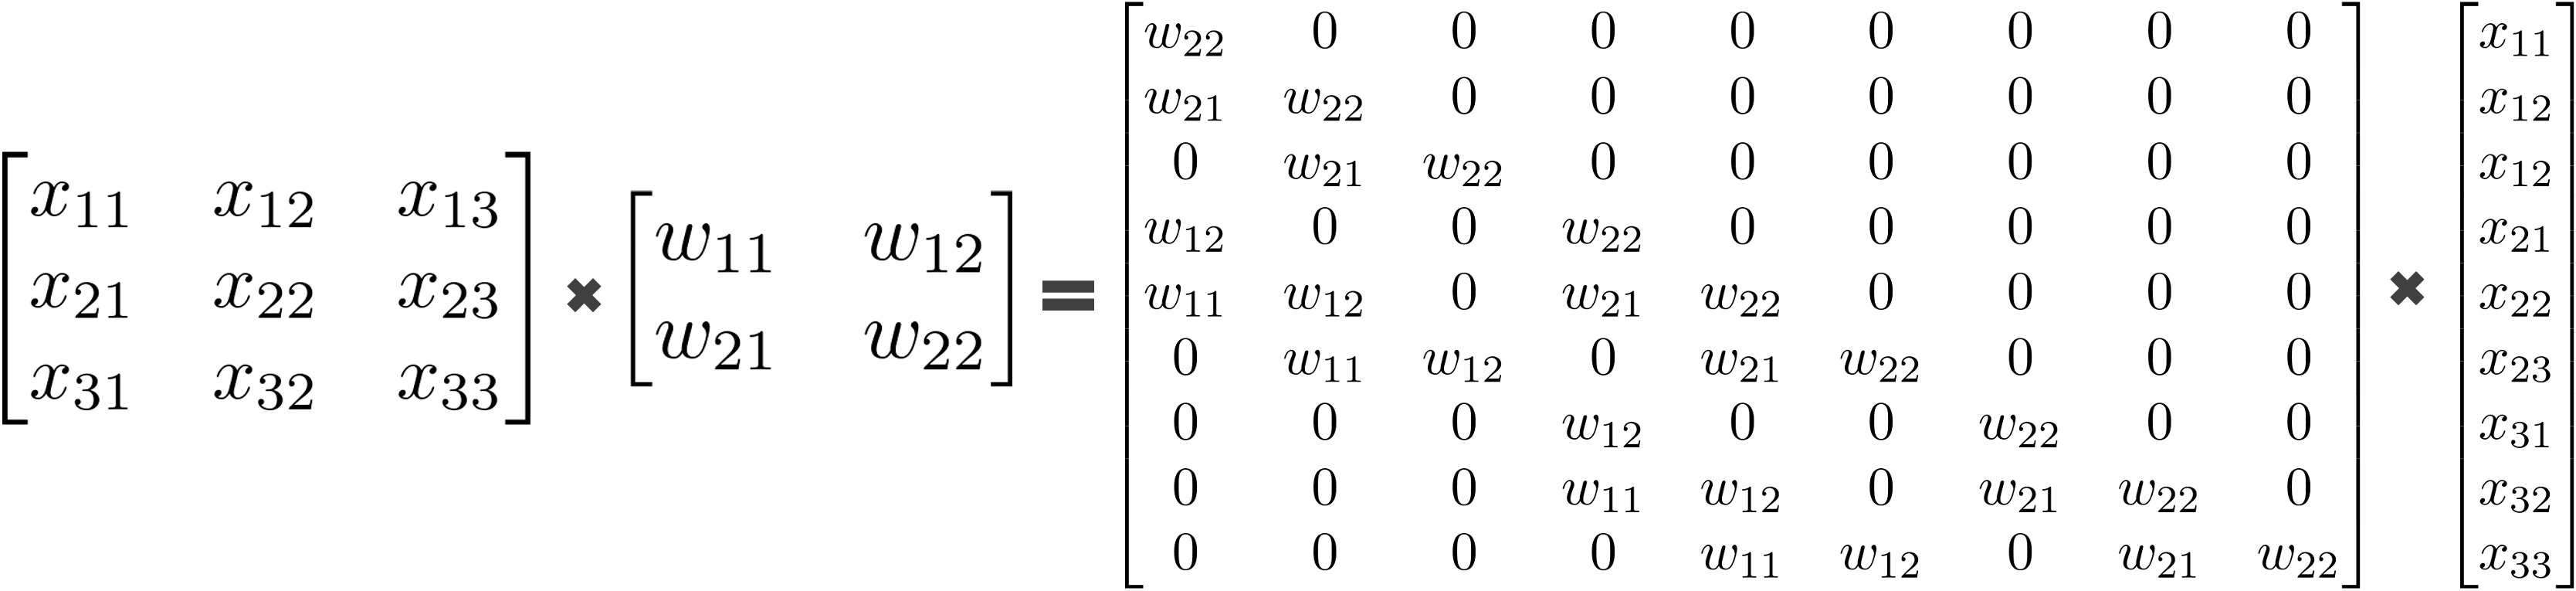 [x₁₁ x₁₂ x₁₃
x₂₁ x₂₂ x₂₃
x₃₁ x₃₂ x₃₃]
✖
[w₁₁ w₁₂
w₂₁ w₂₂]
=
[w₂₂ 0 0 0 0 0 0 0 0
w₂₁ w₂₂ 0 0 0 0 0 0 0
0 w₂₁ w₂₂ 0 0 0 0 0 0
w₁₂ 0 0 w₂₂ 0 0 0 0 0
w₁₁ w₁₂ 0 w₂₁ w₂₂ 0 0 0 0
0 w₁₁ w₁₂ 0 w₂₁ w₂₂ 0 0 0
0 0 0 w₁₂ 0 0 w₂₂ 0 0
0 0 0 w₁₁ w₁₂ 0 w₂₁ w₂₂ 0
0 0 0 0 w₁₁ w₁₂ 0 w₂₁ w₂₂]
✖
[x₁₁
x₁₂
x₁₂
x₂₁
x₂₂
x₂₃
x₃₁
x₃₂
x₃₃]